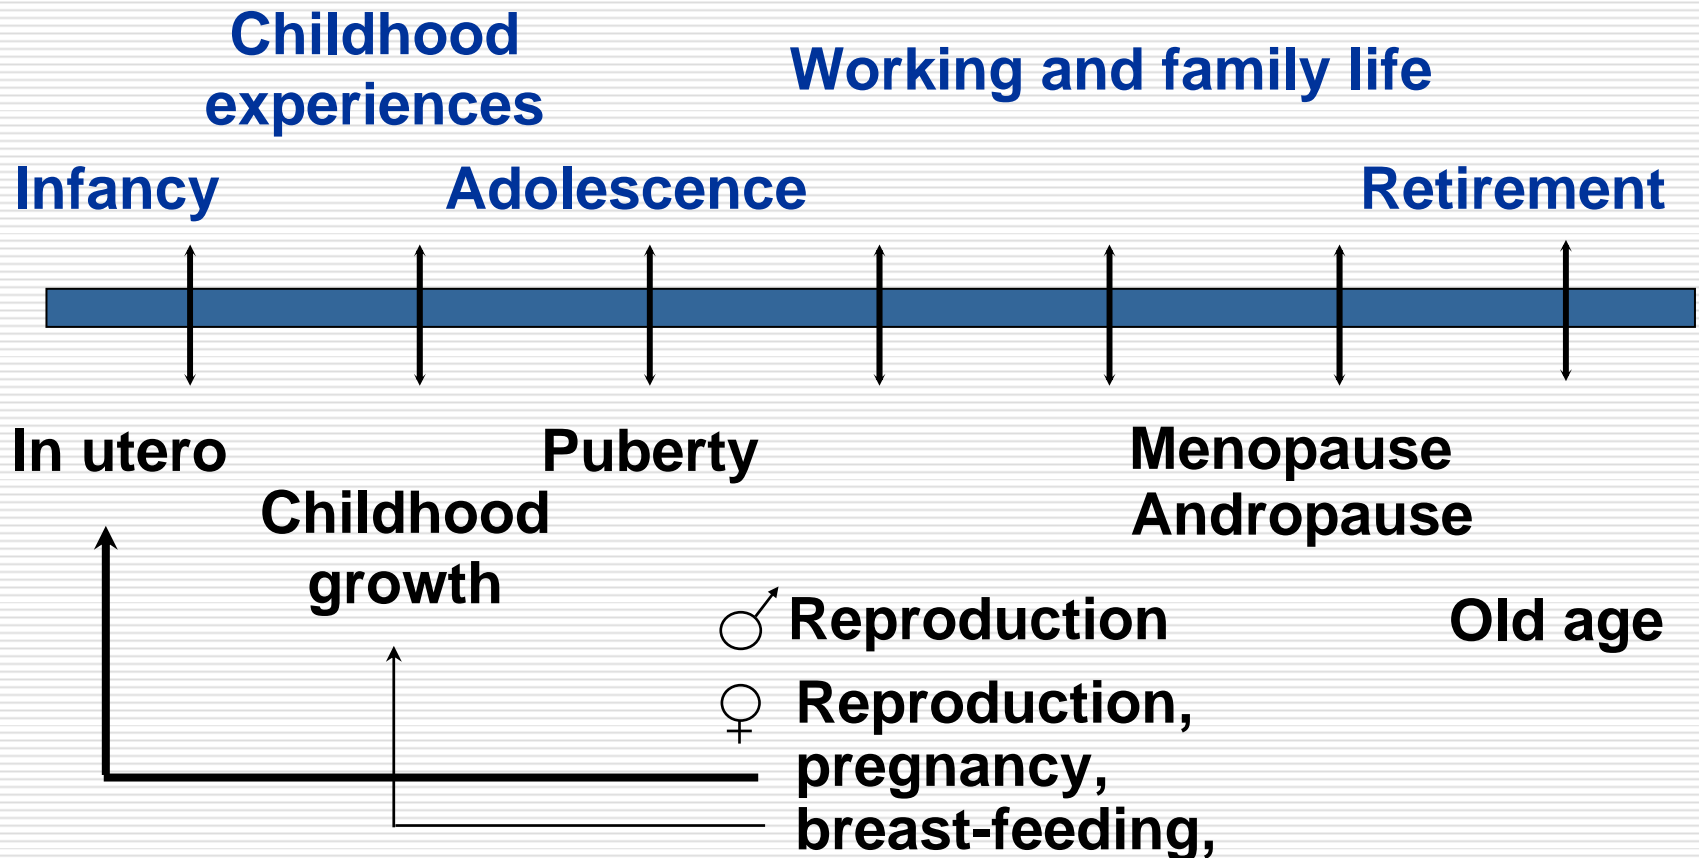 Childhood
experiences
Working and family life
Infancy
Adolescence
Retirement
In utero
Puberty
Menopause
Andropause
Childhood
growth
♂ Reproduction
Old age
♀ Reproduction,
pregnancy,
breast-feeding,